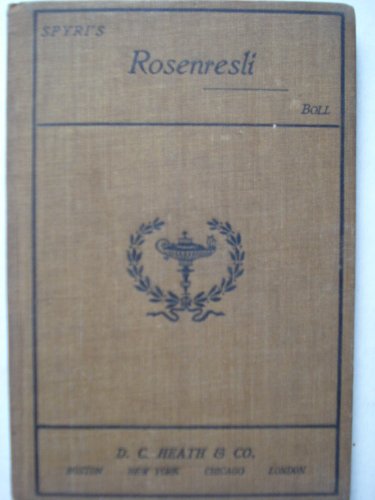 SPYRI'S
Rosenresli
BOLL
D. C. HEATH & CO.
BOSTON NEW YORK CHICAGO LONDON